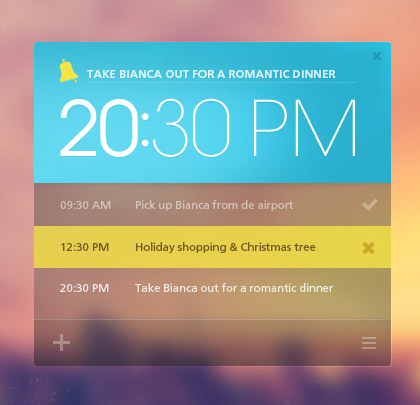 TAKE BIANCA OUT FOR A ROMANTIC DINNER
20:30 PM
09:30 AM Pick up Bianca from de airport
12:30 PM Holiday shopping & Christmas tree
20:30 PM Take Bianca out for a romantic dinner